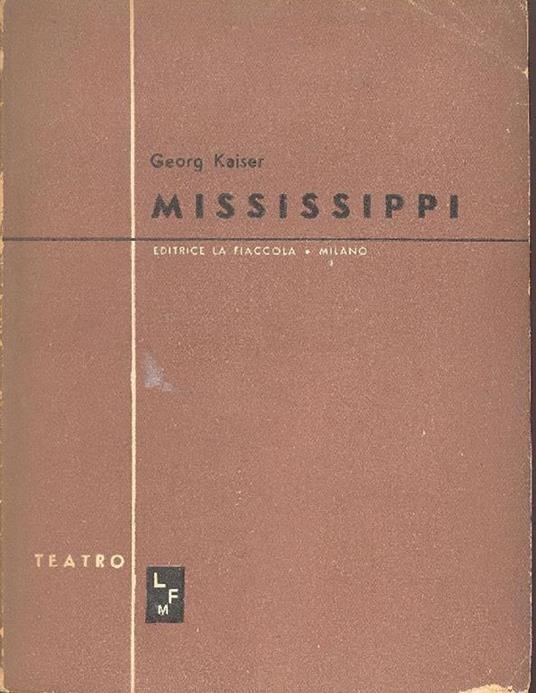 Georg Kaiser
MISSISSIPPI
EDITRICE LA FIACCOLA • MILANO
TEATRO
L
F
M